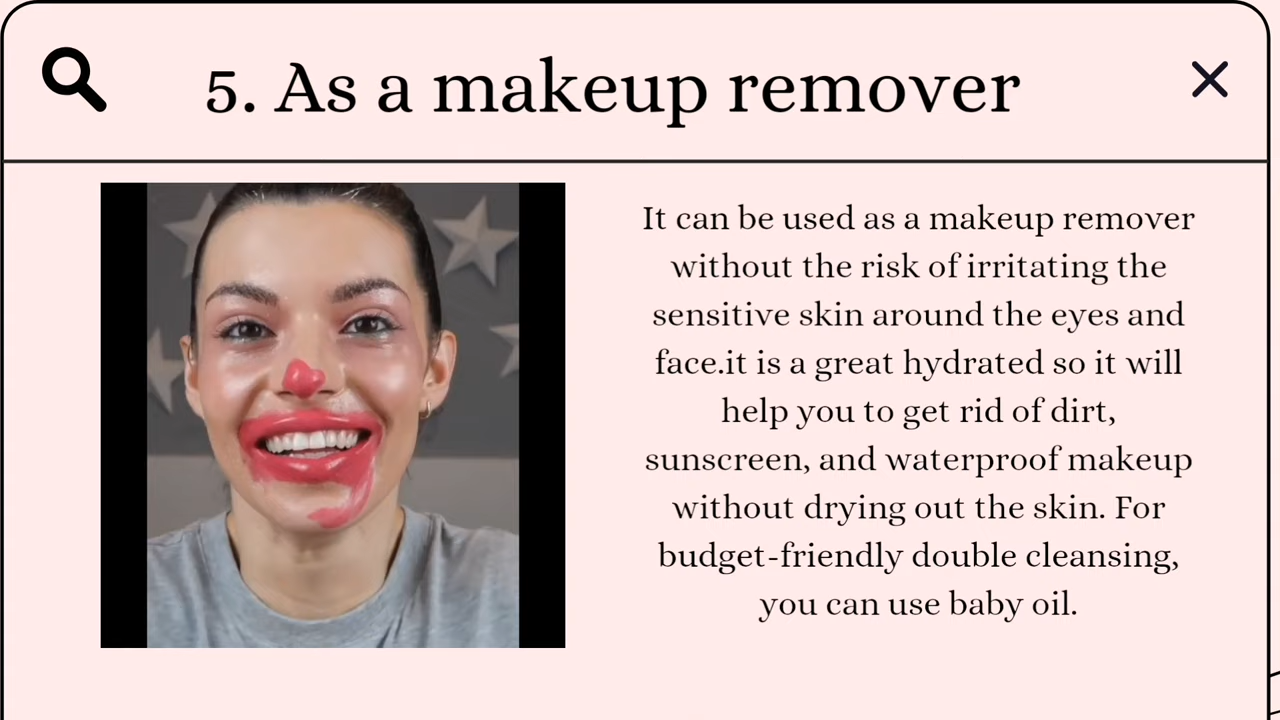 5. As a makeup remover
It can be used as a makeup remover
without the risk of irritating the
sensitive skin around the eyes and
face.it is a great hydrated so it will
help you to get rid of dirt,
sunscreen, and waterproof makeup
without drying out the skin. For
budget-friendly double cleansing,
you can use baby oil.